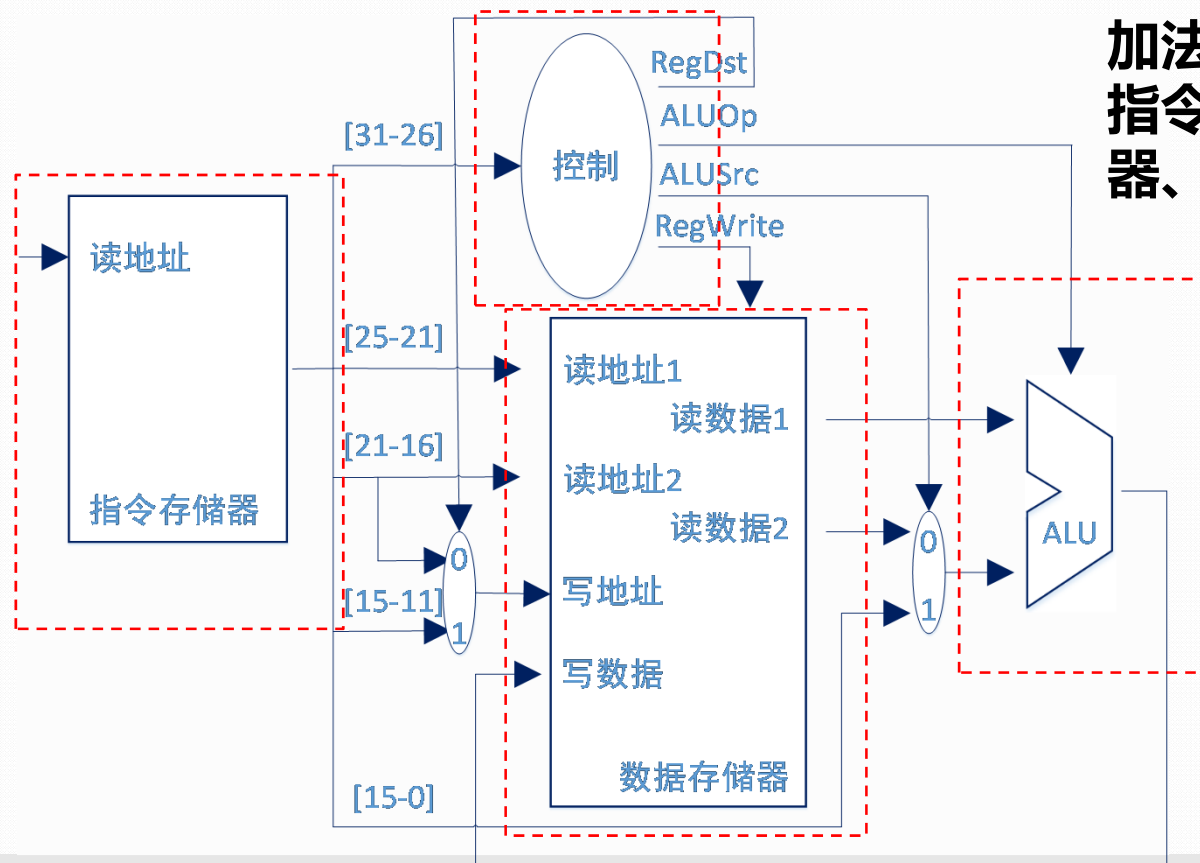 加法
指令
器、
RegDst
ALUOp
[31-26]
控制
ALUSrc
RegWrite
读地址
[25-21]
读地址1
读数据1
[21-16]
读地址2
指令存储器
读数据2
ALU
0
0
[15-11]
写地址
1
1
写数据
数据存储器
[15-0]